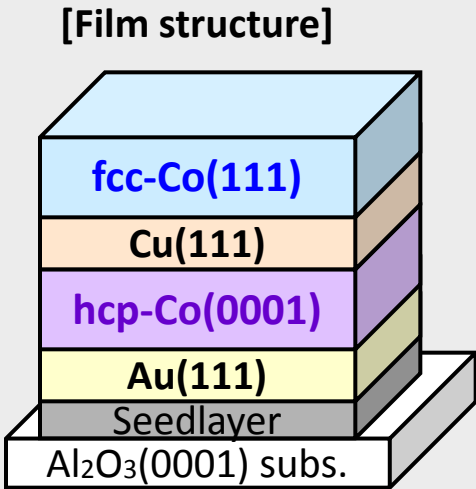 [Film structure]
fcc-Co(111)
Cu(111)
hcp-Co(0001)
Au(111)
Seedlayer
Al₂O₃(0001) subs.